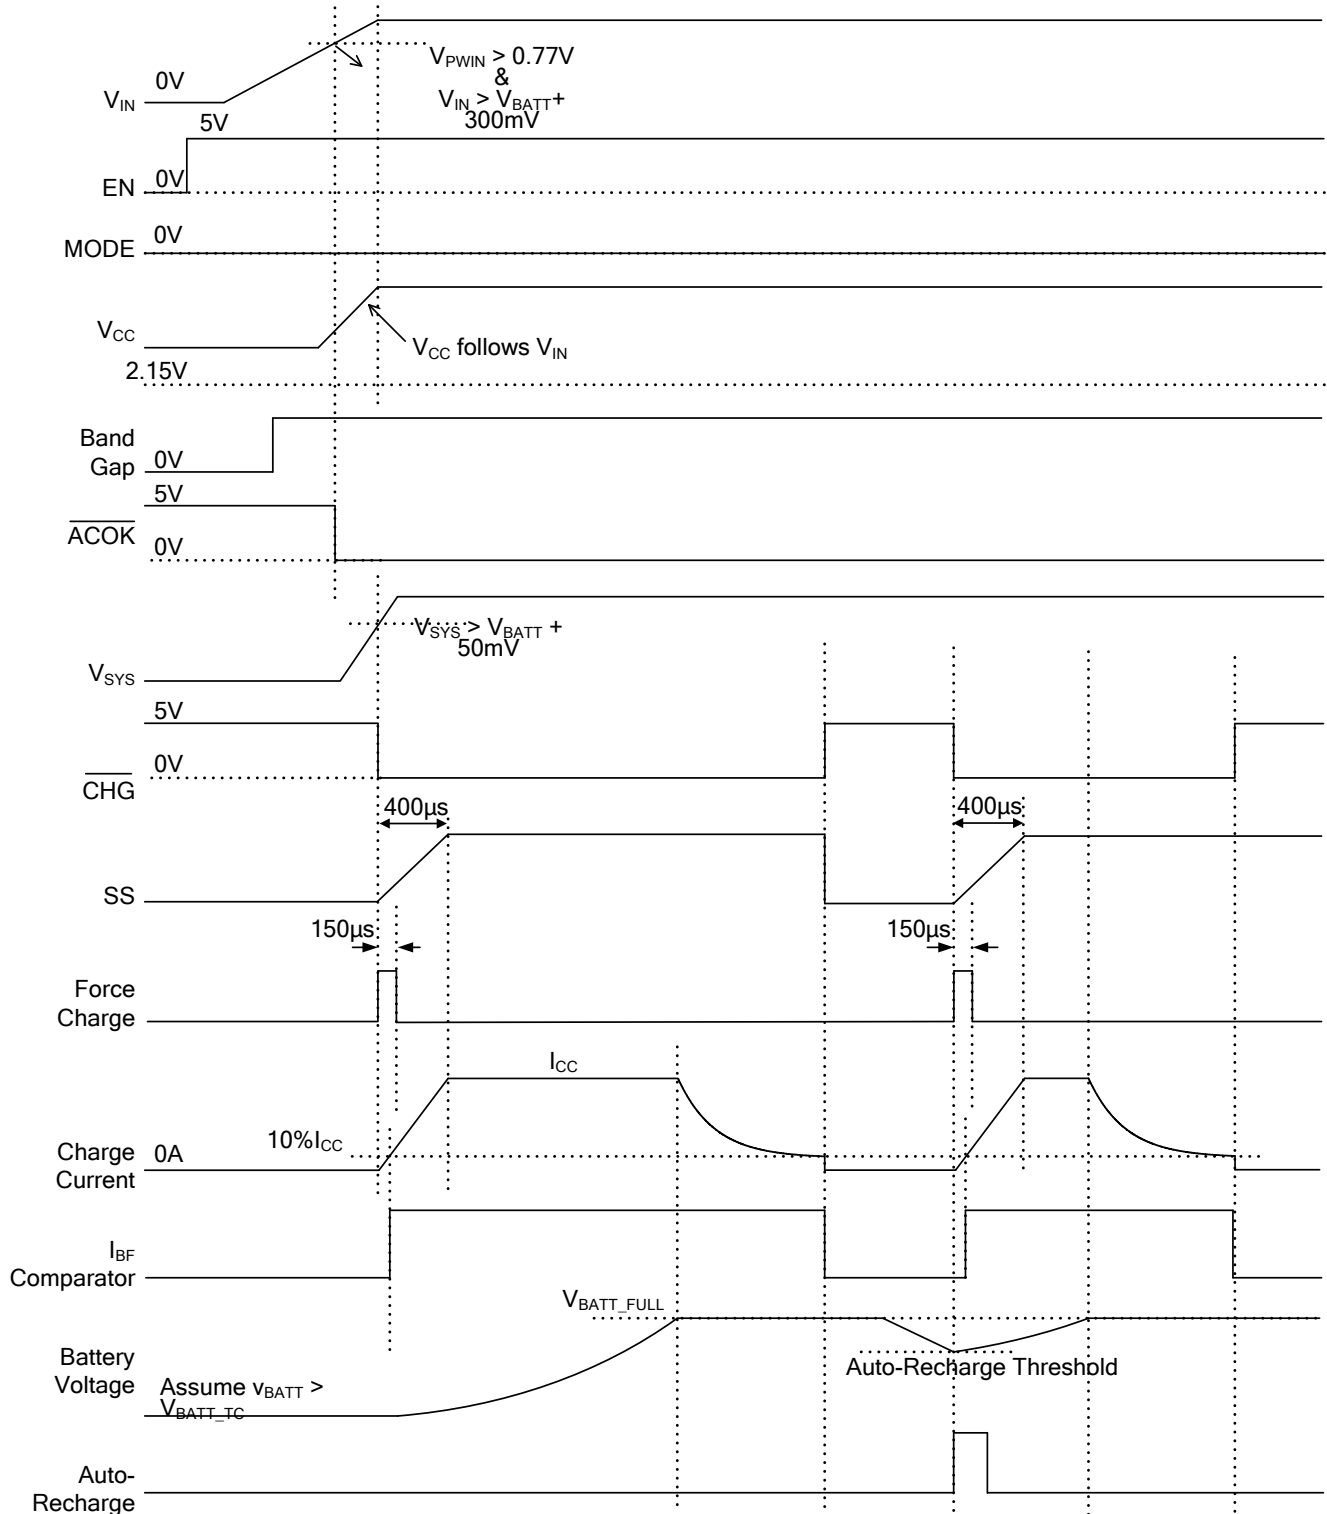 V_PWIN > 0.77V
&
V_IN > V_BATT+
300mV
0V
V_IN
5V
EN 0V
MODE 0V
V_CC
V_CC follows V_IN
2.15V
Band
Gap 0V
5V
ACOK 0V
V_SYS > V_BATT +
50mV
V_SYS
5V
0V
CHG
400µs 400µs
SS
150µs 150µs
Force
Charge
I_CC
10%I_CC
Charge 0A
Current
I_BF
Comparator
V_BATT_FULL
Battery
Voltage
Auto-Recharge Threshold
Assume v_BATT >
V_BATT_TC
Auto-
Recharge